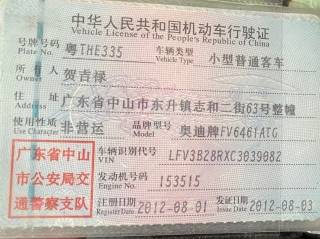 中华人民共和国机动车行驶证
Vehicle License of the People's Republic of China
号牌号码 粤THE335 车辆类型 小型普通客车
Plate No. Vehicle Type
所有人 贺吉禄
Owner
住址 广东省中山市东升镇志和二街63号整幢
Address
使用性质 非营运 品牌型号 奥迪牌FV6461ATG
Use Character Model
广东省中山
市公安局交
通警察支队
车辆识别代号 LFV3B28RXC3039082
VIN
发动机号码 153515
Engine No.
注册日期 2012-08-01 发证日期 2012-08-03
Register Date Issue Date